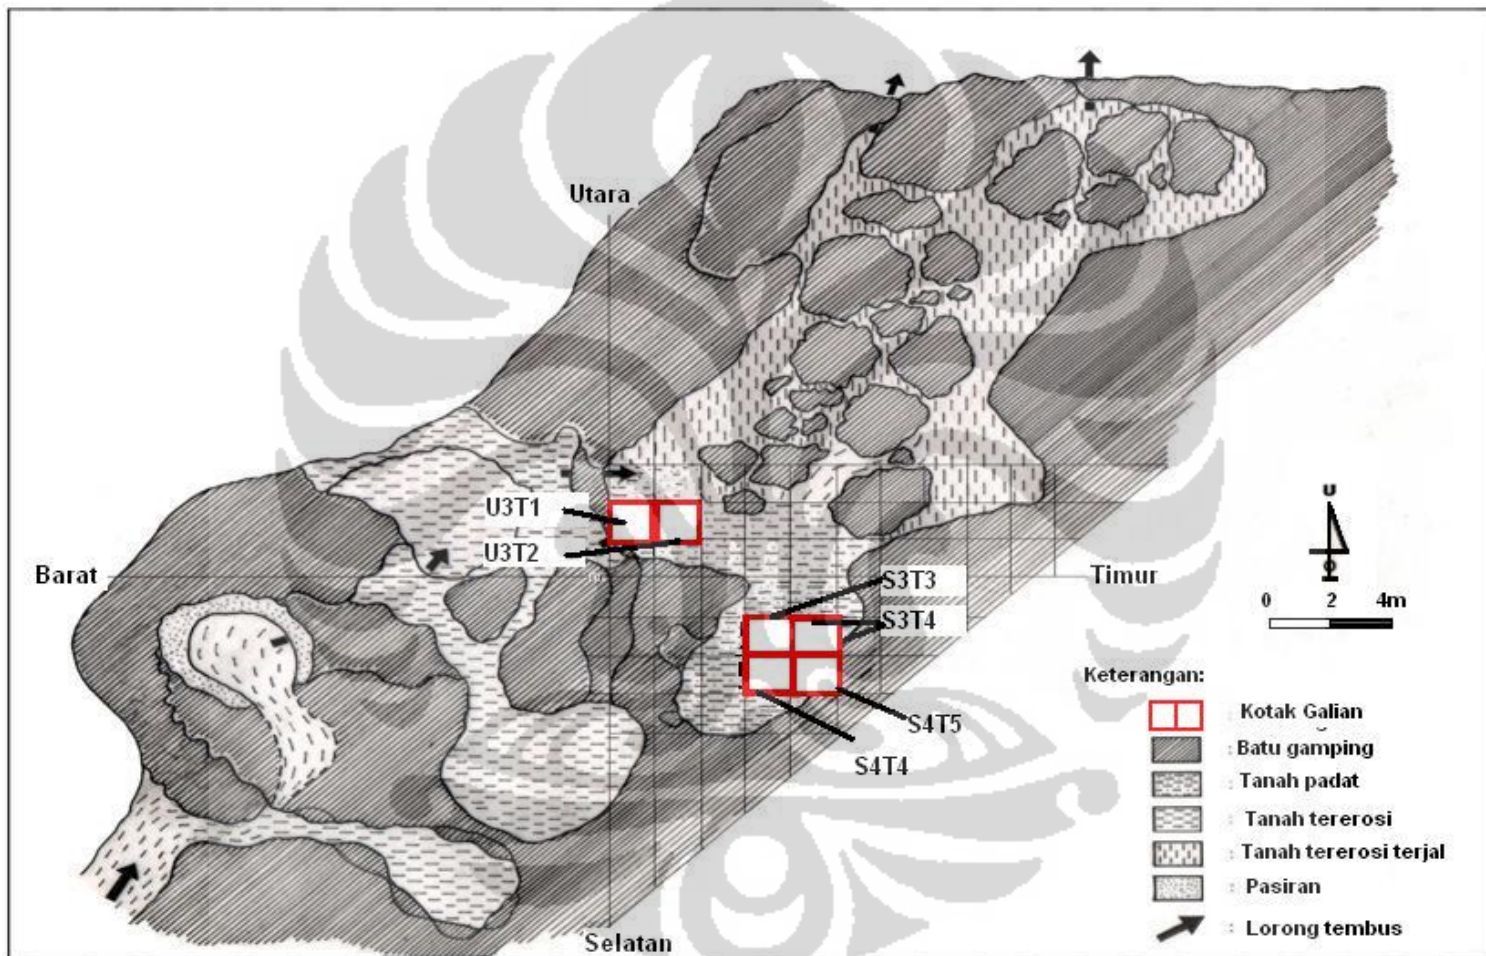 Utara
U3T1
U3T2
Barat
Timur
S3T3
S3T4
S4T5
S4T4
Selatan
U
0 2 4m
Keterangan:
Kotak Galian
: Batu gamping
: Tanah padat
: Tanah tererosi
: Tanah tererosi terjal
: Pasiran
: Lorong tembus